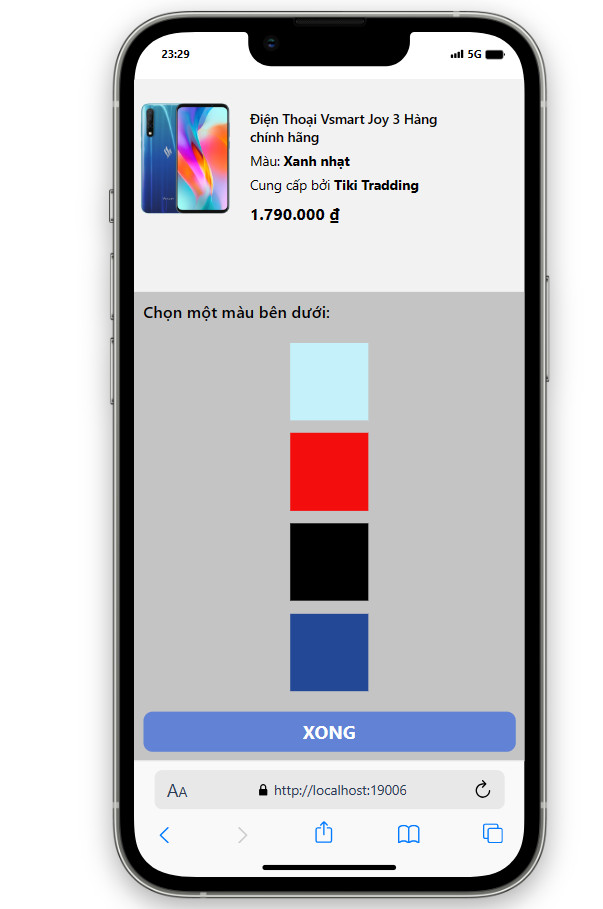 23:29
5G
Điện Thoại Vsmart Joy 3 Hàng
chính hãng
Màu: Xanh nhạt
Cung cấp bởi Tiki Tradding
1.790.000 ₫
Chọn một màu bên dưới:
XONG
AA
http://localhost:19006